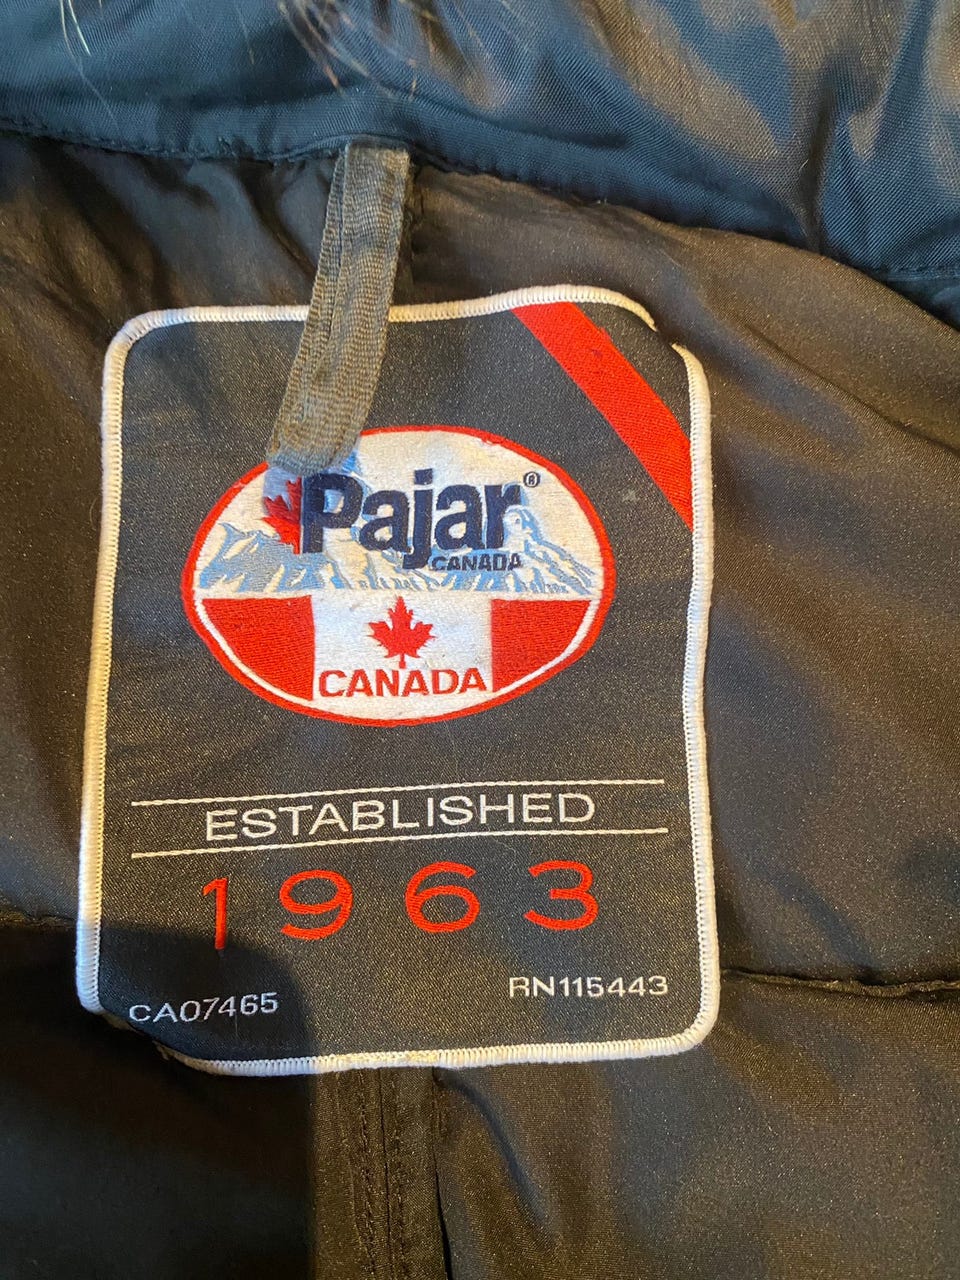 Pajar®
CANADA
CANADA
ESTABLISHED
1963
CA07465
RN115443